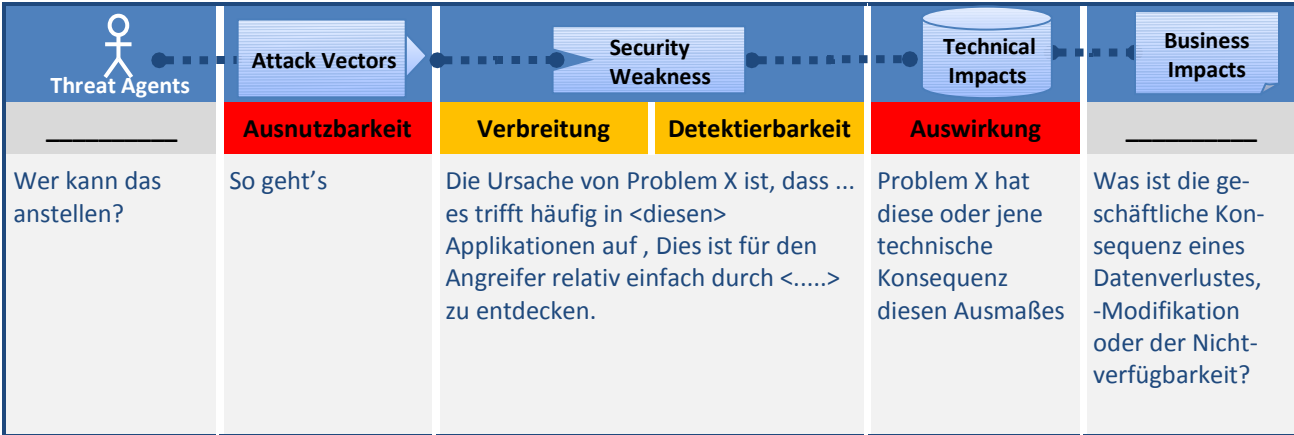 Threat Agents
Attack Vectors
Security
Weakness
Technical
Impacts
Business
Impacts
__________
Ausnutzbarkeit
Verbreitung
Detektierbarkeit
Auswirkung
__________
Wer kann das
anstellen?
So geht’s
Die Ursache von Problem X ist, dass ...
es trifft häufig in <diesen>
Applikationen auf , Dies ist für den
Angreifer relativ einfach durch <.....>
zu entdecken.
Problem X hat
diese oder jene
technische
Konsequenz
diesen Ausmaßes
Was ist die ge-
schäftliche Kon-
sequenz eines
Datenverlustes,
-Modifikation
oder der Nicht-
verfügbarkeit?